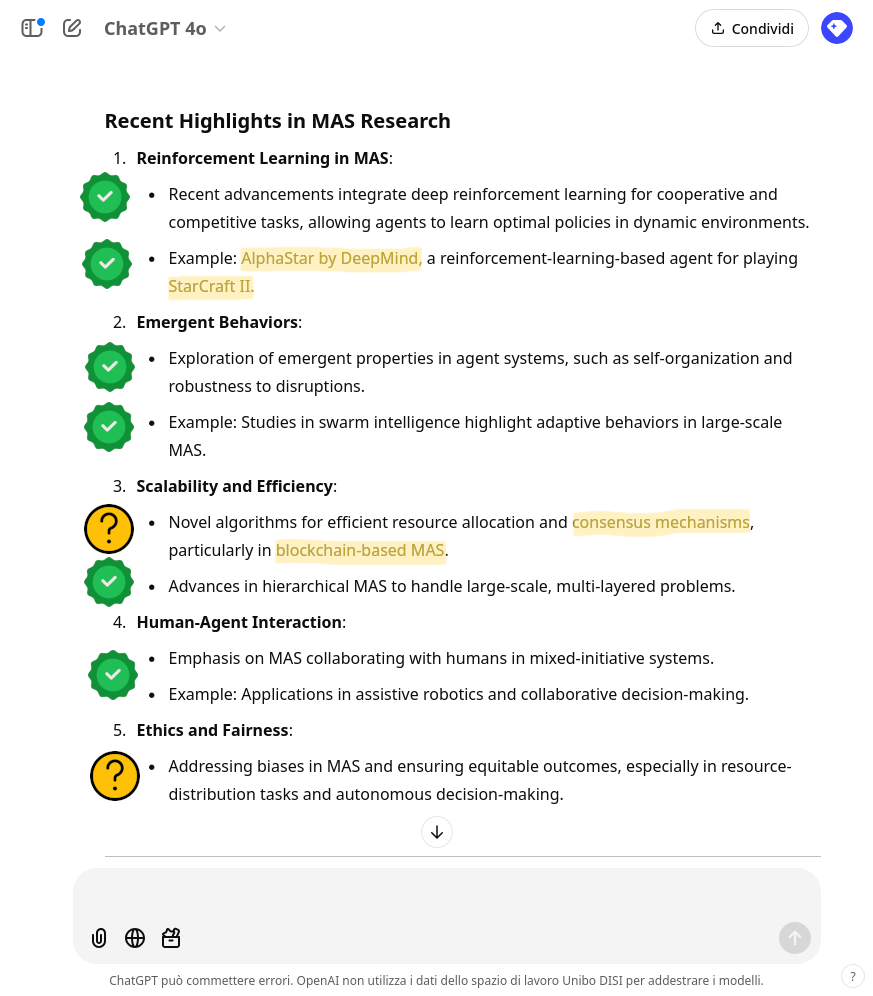 ChatGPT 4o
Condividi
Recent Highlights in MAS Research
1. Reinforcement Learning in MAS:
• Recent advancements integrate deep reinforcement learning for cooperative and
competitive tasks, allowing agents to learn optimal policies in dynamic environments.
• Example: AlphaStar by DeepMind, a reinforcement-learning-based agent for playing
StarCraft II.
2. Emergent Behaviors:
• Exploration of emergent properties in agent systems, such as self-organization and
robustness to disruptions.
• Example: Studies in swarm intelligence highlight adaptive behaviors in large-scale
MAS.
3. Scalability and Efficiency:
? • Novel algorithms for efficient resource allocation and consensus mechanisms,
particularly in blockchain-based MAS.
• Advances in hierarchical MAS to handle large-scale, multi-layered problems.
4. Human-Agent Interaction:
• Emphasis on MAS collaborating with humans in mixed-initiative systems.
• Example: Applications in assistive robotics and collaborative decision-making.
5. Ethics and Fairness:
? • Addressing biases in MAS and ensuring equitable outcomes, especially in resource-
distribution tasks and autonomous decision-making.
ChatGPT può commettere errori. OpenAI non utilizza i dati dello spazio di lavoro Unibo DISI per addestrare i modelli.
?